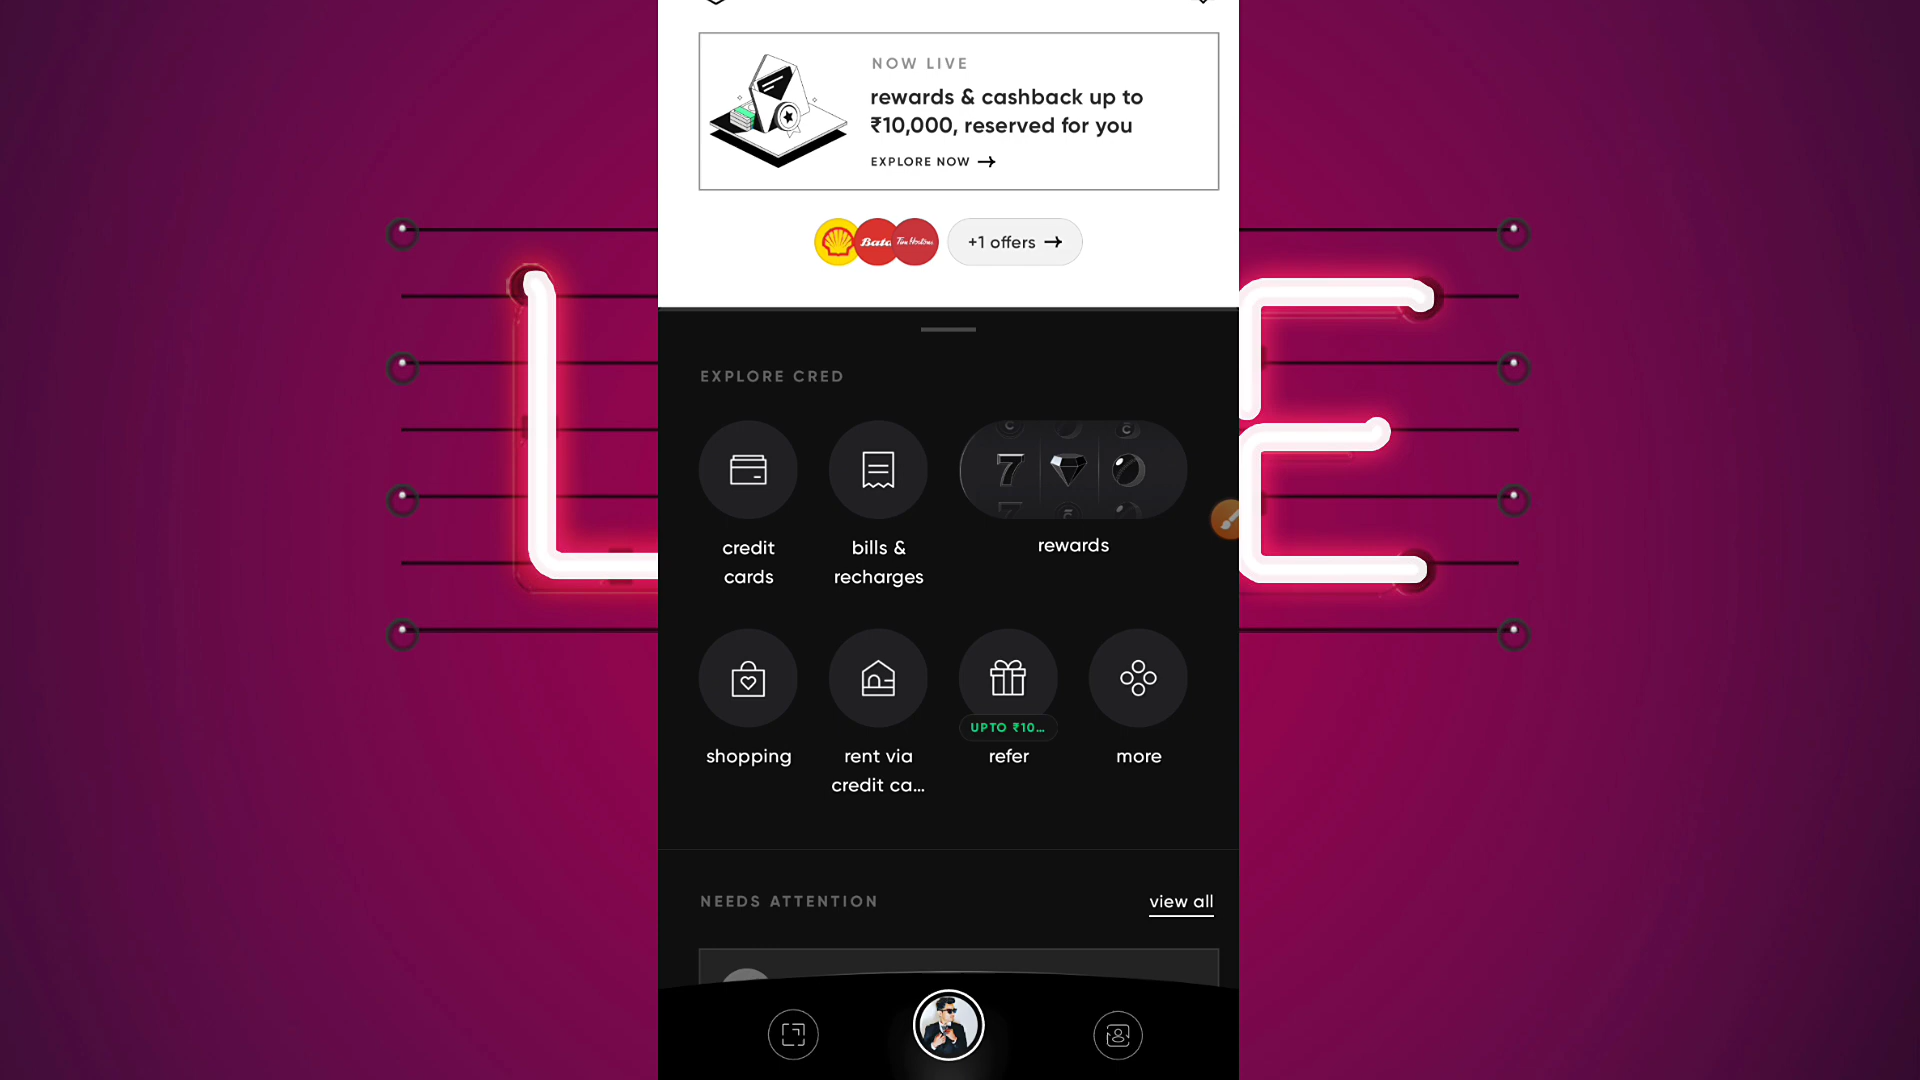 NOW LIVE
rewards & cashback up to
₹10,000, reserved for you
EXPLORE NOW →
Bata
Tim Hortons
+1 offers →
EXPLORE CRED
7
credit
cards
bills &
recharges
rewards
UPTO ₹10...
shopping
rent via
credit ca...
refer
more
NEEDS ATTENTION
view all
L
E